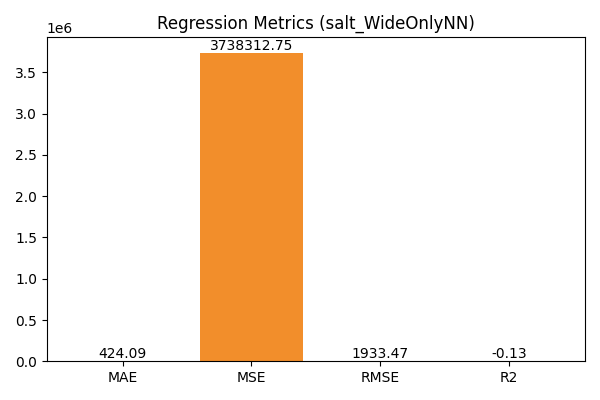 Regression Metrics (salt_WideOnlyNN)
1e6
3738312.75
3.5
3.0
2.5
2.0
1.5
1.0
0.5
0.0
424.09
1933.47
-0.13
MAE
MSE
RMSE
R2